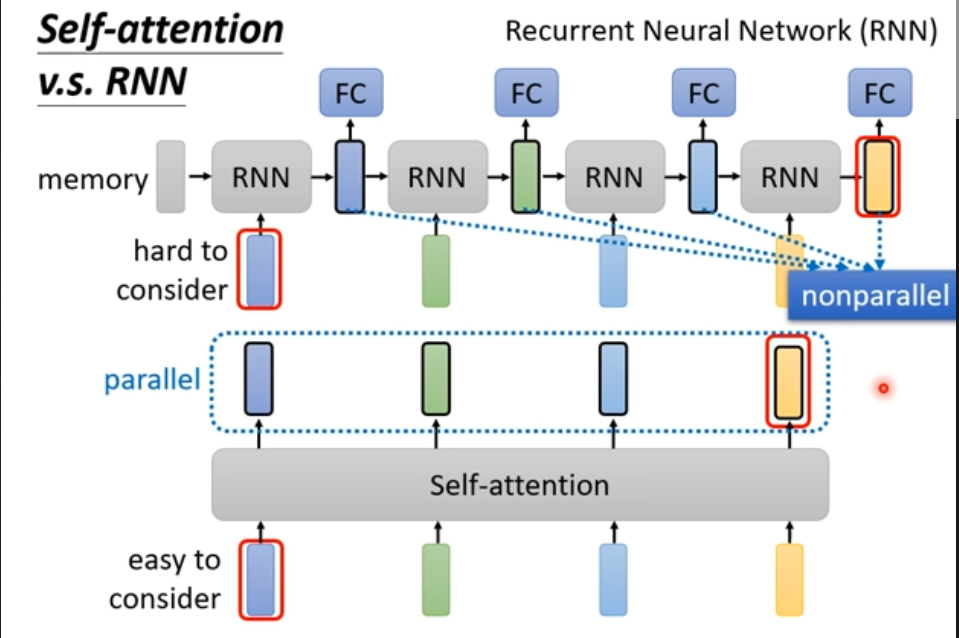 Self-attention
v.s. RNN
Recurrent Neural Network (RNN)
FC
FC
FC
FC
memory
RNN
RNN
RNN
RNN
hard to
consider
nonparallel
parallel
Self-attention
easy to
consider